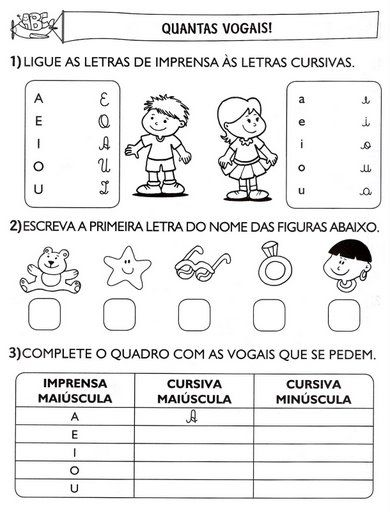 ABC
QUANTAS VOGAIS!
1) LIGUE AS LETRAS DE IMPRENSA ÀS LETRAS CURSIVAS.
A E
E O
I A
O U
U I
a e
e i
i o
o u
u a
2) ESCREVA A PRIMEIRA LETRA DO NOME DAS FIGURAS ABAIXO.
3) COMPLETE O QUADRO COM AS VOGAIS QUE SE PEDEM.
IMPRENSA MAIÚSCULA CURSIVA MAIÚSCULA CURSIVA MINÚSCULA
A A
E
I
O
U